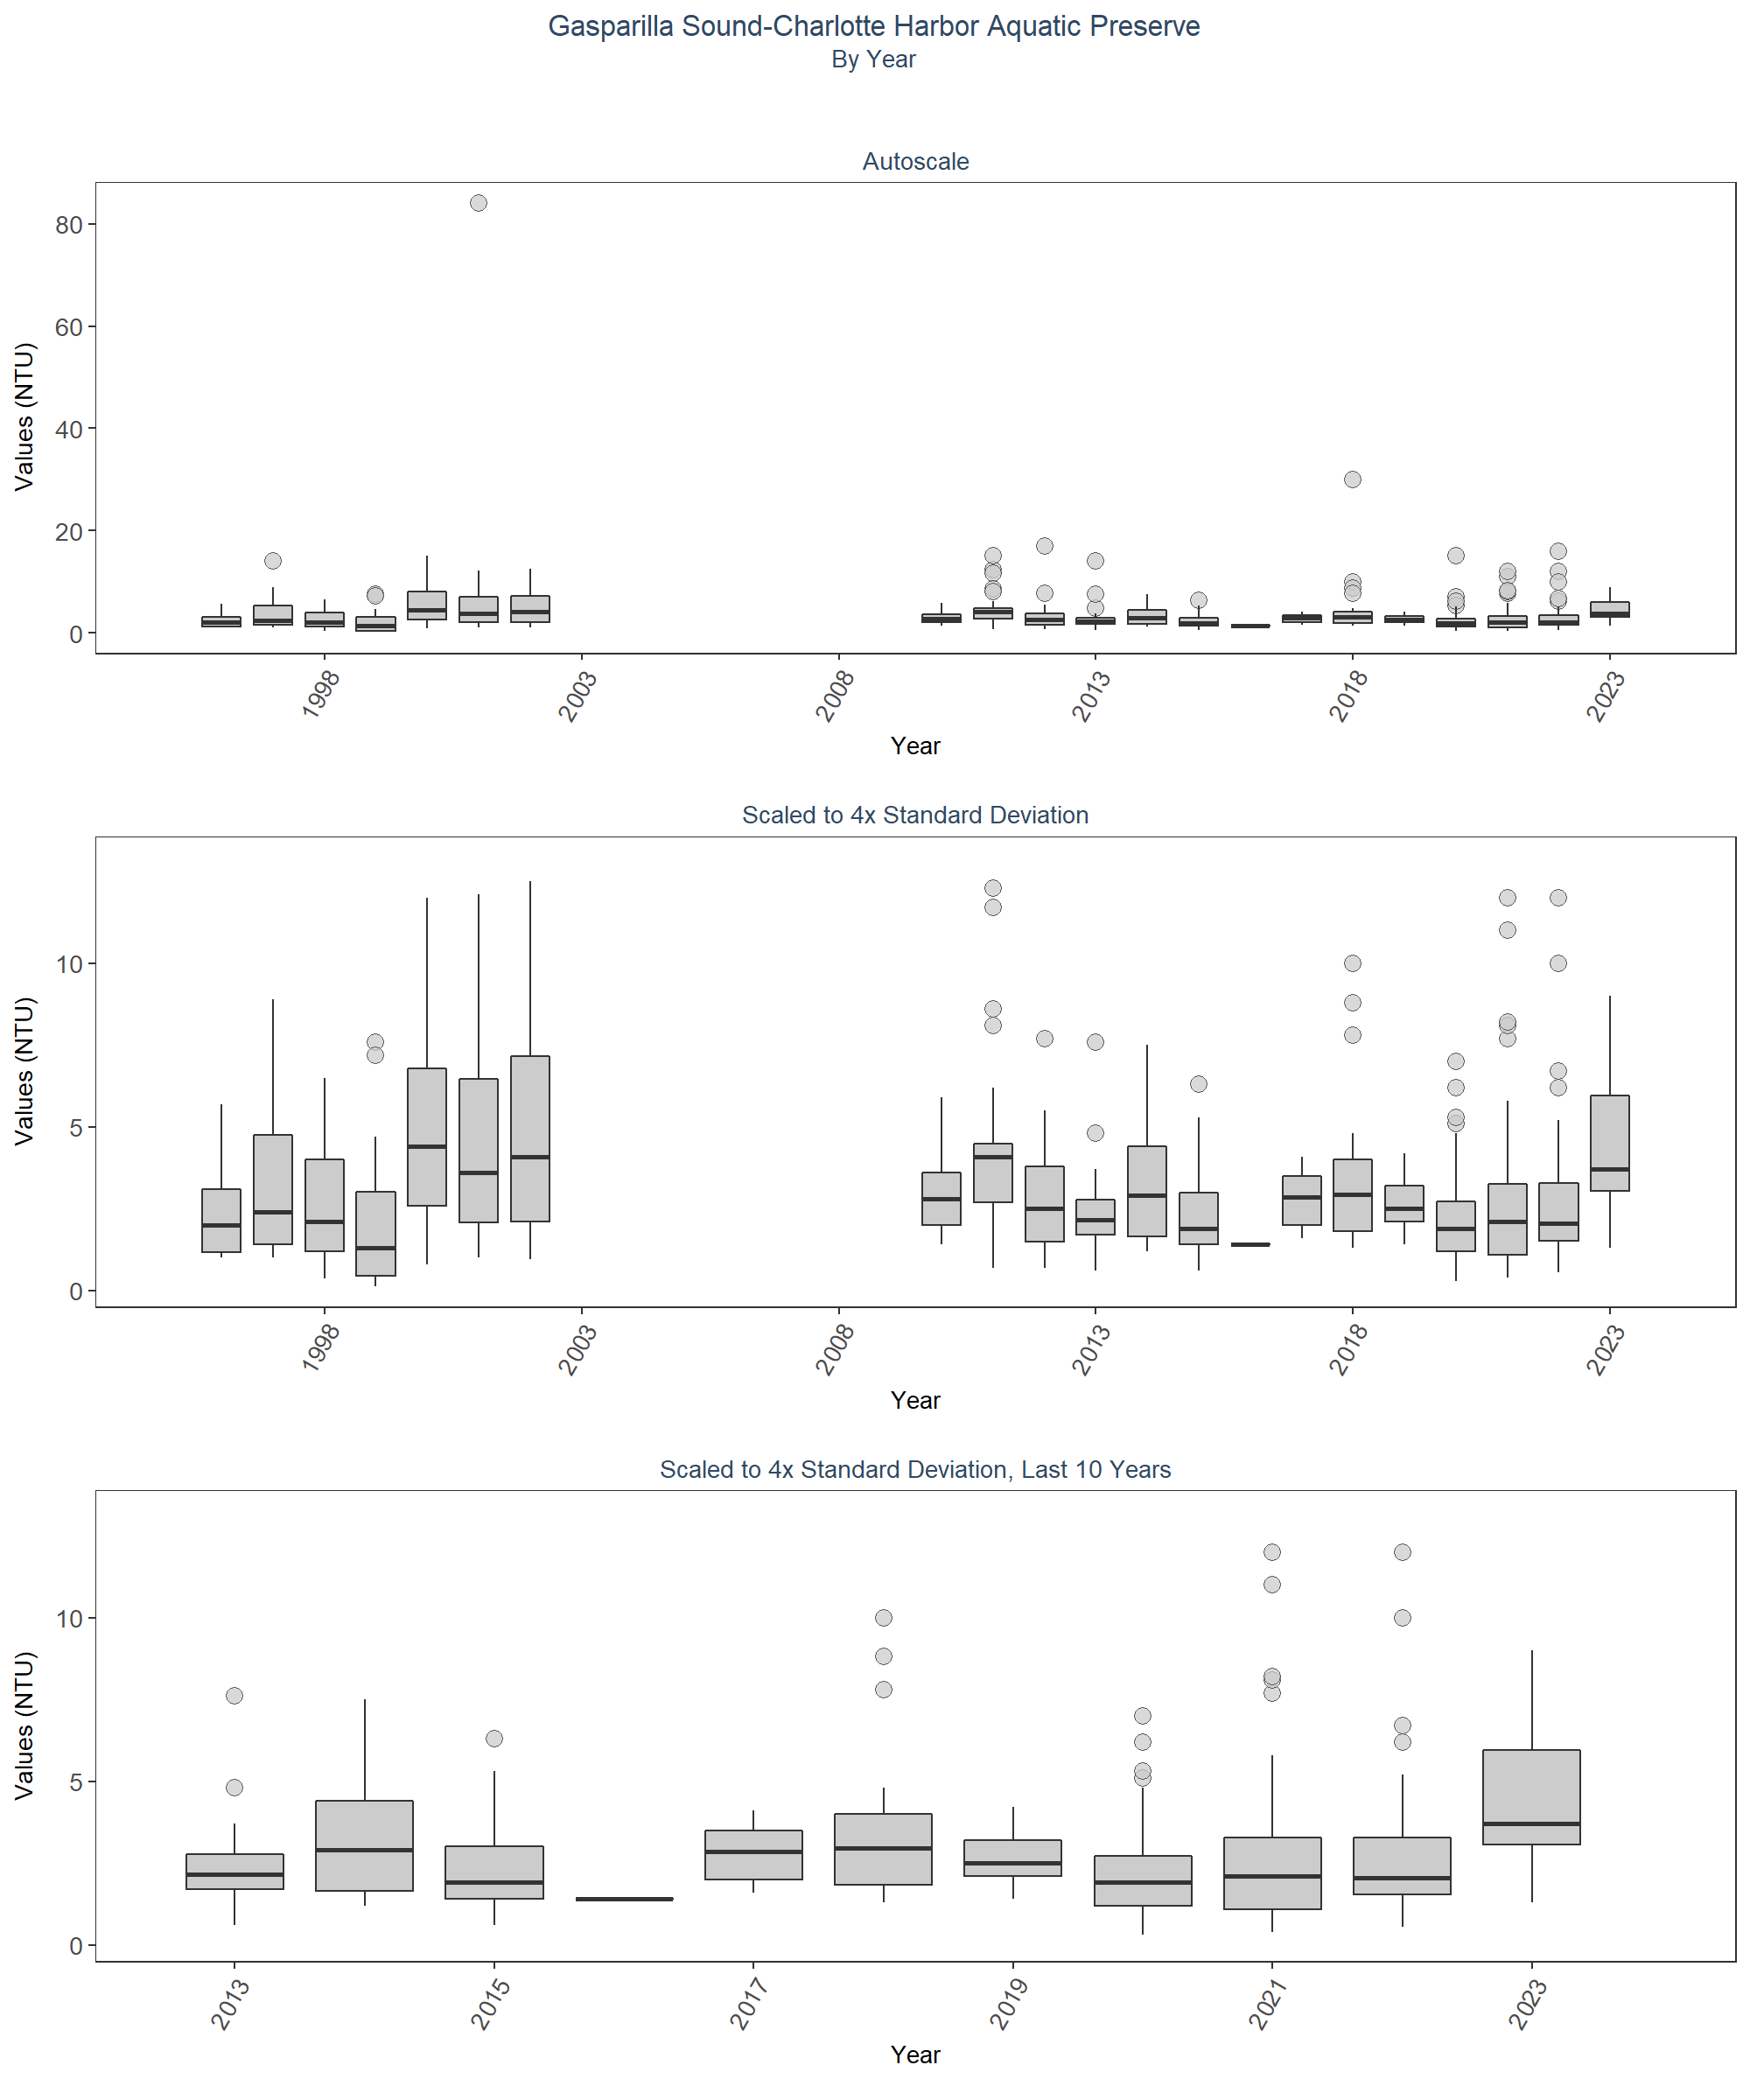 Gasparilla Sound-Charlotte Harbor Aquatic Preserve
By Year
Autoscale
Values (NTU)
80
60
40
20
0
1998
2003
2008
2013
2018
2023
Year
Scaled to 4x Standard Deviation
Values (NTU)
10
5
0
1998
2003
2008
2013
2018
2023
Year
Scaled to 4x Standard Deviation, Last 10 Years
Values (NTU)
10
5
0
2013
2015
2017
2019
2021
2023
Year